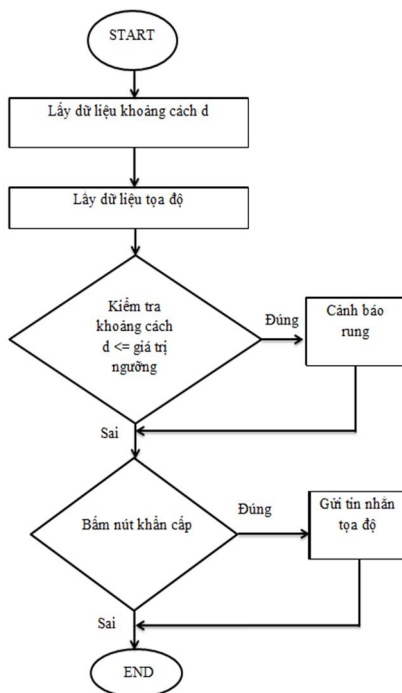 START
Lấy dữ liệu khoảng cách d
Lây dữ liệu tọa độ
Kiểm tra
khoảng cách
d <= giá trị
ngưỡng
Đúng
Cảnh báo
rung
Sai
Bấm nút khẩn cấp
Đúng
Gửi tin nhắn
tọa độ
Sai
END